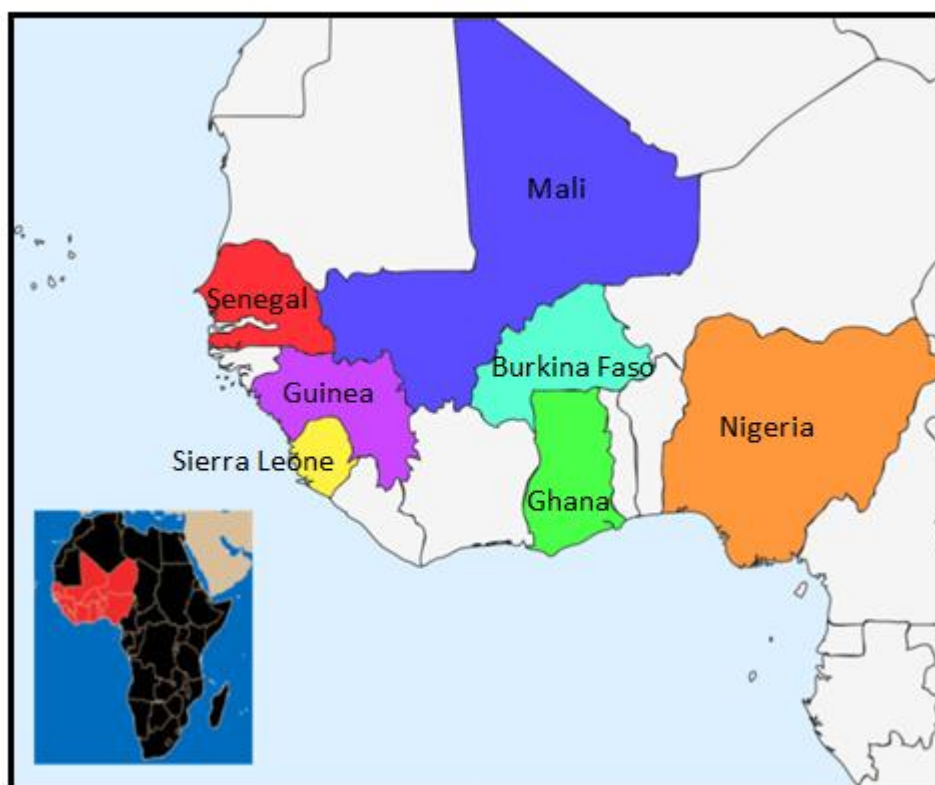 Mali
Senegal
Burkina Faso
Guinea
Nigeria
Sierra Leone
Ghana